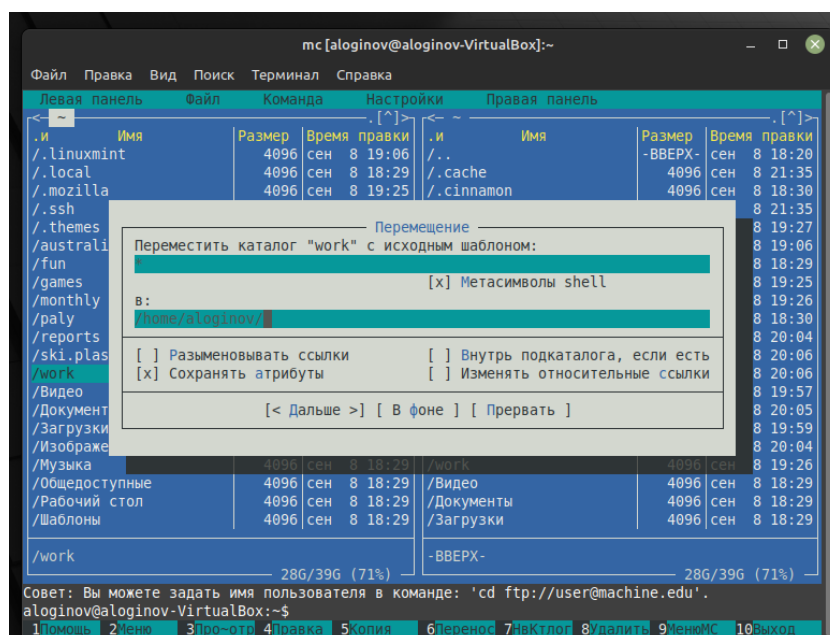 mc [aloginov@aloginov-VirtualBox]:~
Файл Правка Вид Поиск Терминал Справка
Левая панель Файл Команда Настройки Правая панель
<— ~ —.[^]> <— ~ —.[^]>
.и Имя Размер Время правки .и Имя Размер Время правки
/.linuxmint 4096 сен 8 19:06 /.. -ВВЕРХ- сен 8 18:20
/.local 4096 сен 8 18:29 /.cache 4096 сен 8 21:35
/.mozilla 4096 сен 8 19:25 /.cinnamon 4096 сен 8 18:30
/.ssh 8 21:35
/.themes Перемещение 8 19:27
/australi Переместить каталог "work" с исходным шаблоном: 8 19:06
/fun * 8 18:29
/games [x] Метасимволы shell 8 19:25
/monthly в: 8 19:26
/paly /home/aloginov/ 8 18:30
/reports 8 20:04
/ski.plas [ ] Разыменовывать ссылки [ ] Внутрь подкаталога, если есть 8 20:06
/work [x] Сохранять атрибуты [ ] Изменять относительные ссылки 8 20:06
/Видео 8 19:57
/Документ [< Дальше >] [ В фоне ] [ Прервать ] 8 20:05
/Загрузки 8 19:59
/Изображе 8 20:04
/Музыка 4096 сен 8 18:29 /work 4096 сен 8 19:26
/Общедоступные 4096 сен 8 18:29 /Видео 4096 сен 8 18:29
/Рабочий стол 4096 сен 8 18:29 /Документы 4096 сен 8 18:29
/Шаблоны 4096 сен 8 18:29 /Загрузки 4096 сен 8 18:29
/work -ВВЕРХ-
28G/39G (71%) 28G/39G (71%)
Совет: Вы можете задать имя пользователя в команде: 'cd ftp://user@machine.edu'.
aloginov@aloginov-VirtualBox:~$
1Помощь 2Меню 3Про~отр 4Правка 5Копия 6Перенос 7НвКтлог 8Удалить 9МенюMC 10Выход